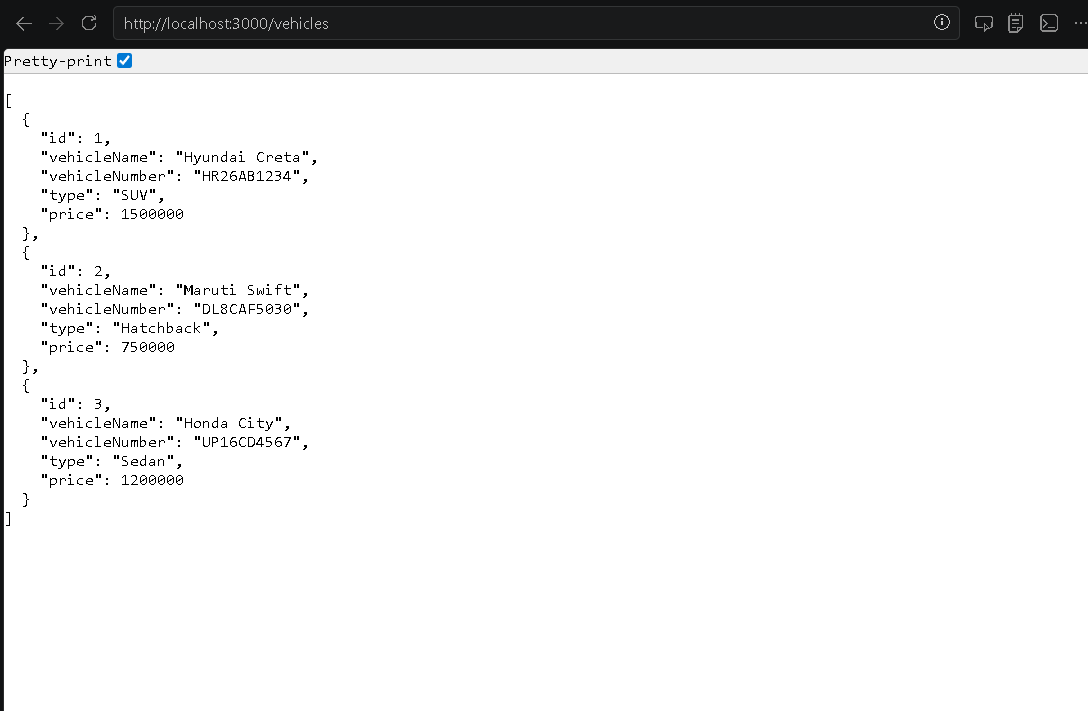 http://localhost:3000/vehicles
Pretty-print
[
  {
    "id": 1,
    "vehicleName": "Hyundai Creta",
    "vehicleNumber": "HR26AB1234",
    "type": "SUV",
    "price": 1500000
  },
  {
    "id": 2,
    "vehicleName": "Maruti Swift",
    "vehicleNumber": "DL8CAF5030",
    "type": "Hatchback",
    "price": 750000
  },
  {
    "id": 3,
    "vehicleName": "Honda City",
    "vehicleNumber": "UP16CD4567",
    "type": "Sedan",
    "price": 1200000
  }
]